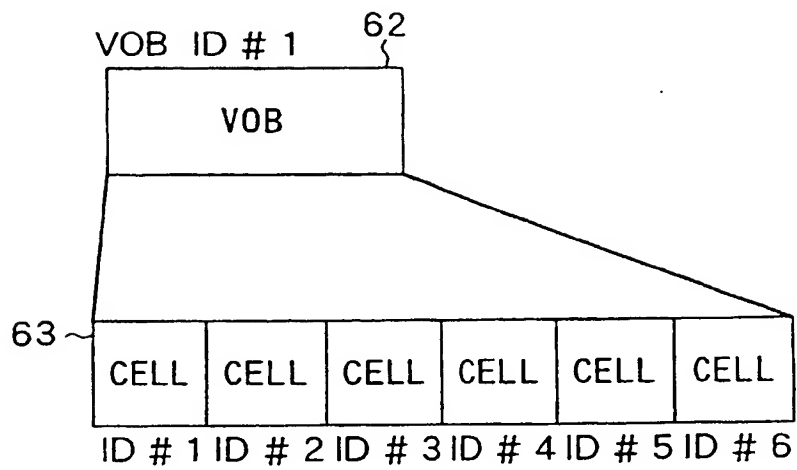 62
VOB ID # 1
VOB
63
CELL CELL CELL CELL CELL CELL
ID # 1 ID # 2 ID # 3 ID # 4 ID # 5 ID # 6